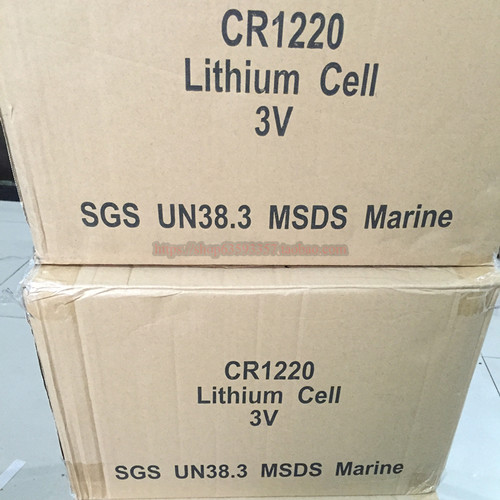 CR1220
Lithium Cell
3V
SGS UN38.3 MSDS Marine
CR1220
Lithium Cell
3V
SGS UN38.3 MSDS Marine